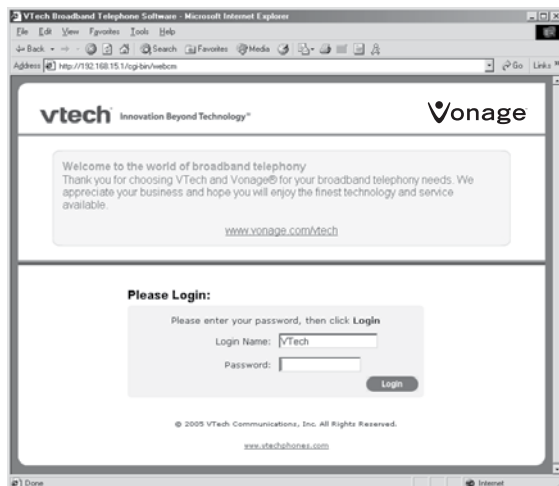 VTech Broadband Telephone Software - Microsoft Internet Explorer
File Edit View Favorites Tools Help
Back Search Favorites Media
Address http://192.168.15.1/cgi-bin/webcm Go Links »
vtech Innovation Beyond Technology™ Vonage
Welcome to the world of broadband telephony
Thank you for choosing VTech and Vonage® for your broadband telephony needs. We
appreciate your business and hope you will enjoy the finest technology and service
available.
www.vonage.com/vtech
Please Login:
Please enter your password, then click Login
Login Name: VTech
Password:
Login
© 2005 VTech Communications, Inc. All Rights Reserved.
www.vtechphones.com
Done Internet